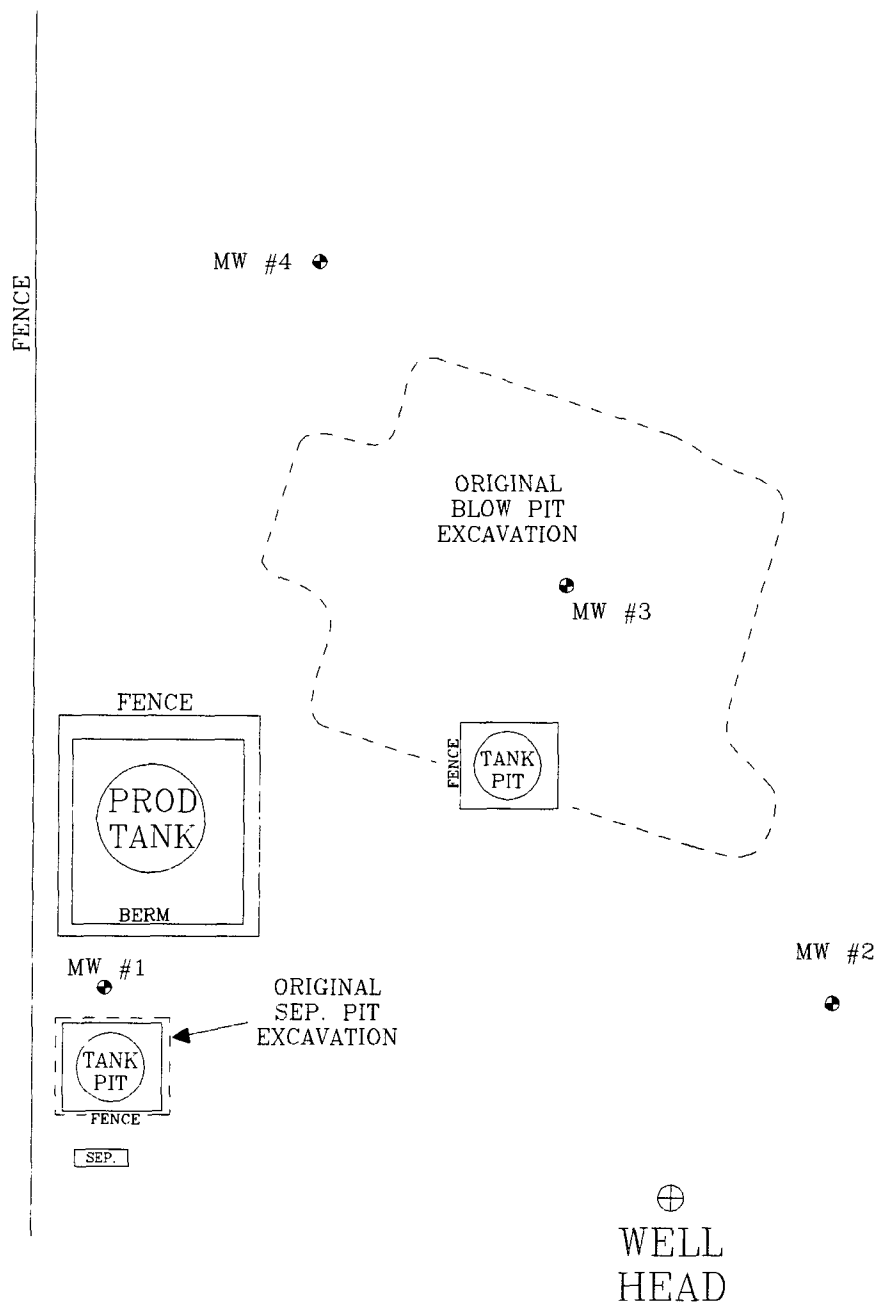 MW #4
FENCE
ORIGINAL
BLOW PIT
EXCAVATION
MW #3
FENCE
FENCE
TANK
PIT
PROD
TANK
BERM
MW #1
MW #2
ORIGINAL
SEP. PIT
EXCAVATION
TANK
PIT
FENCE
SEP.
WELL
HEAD